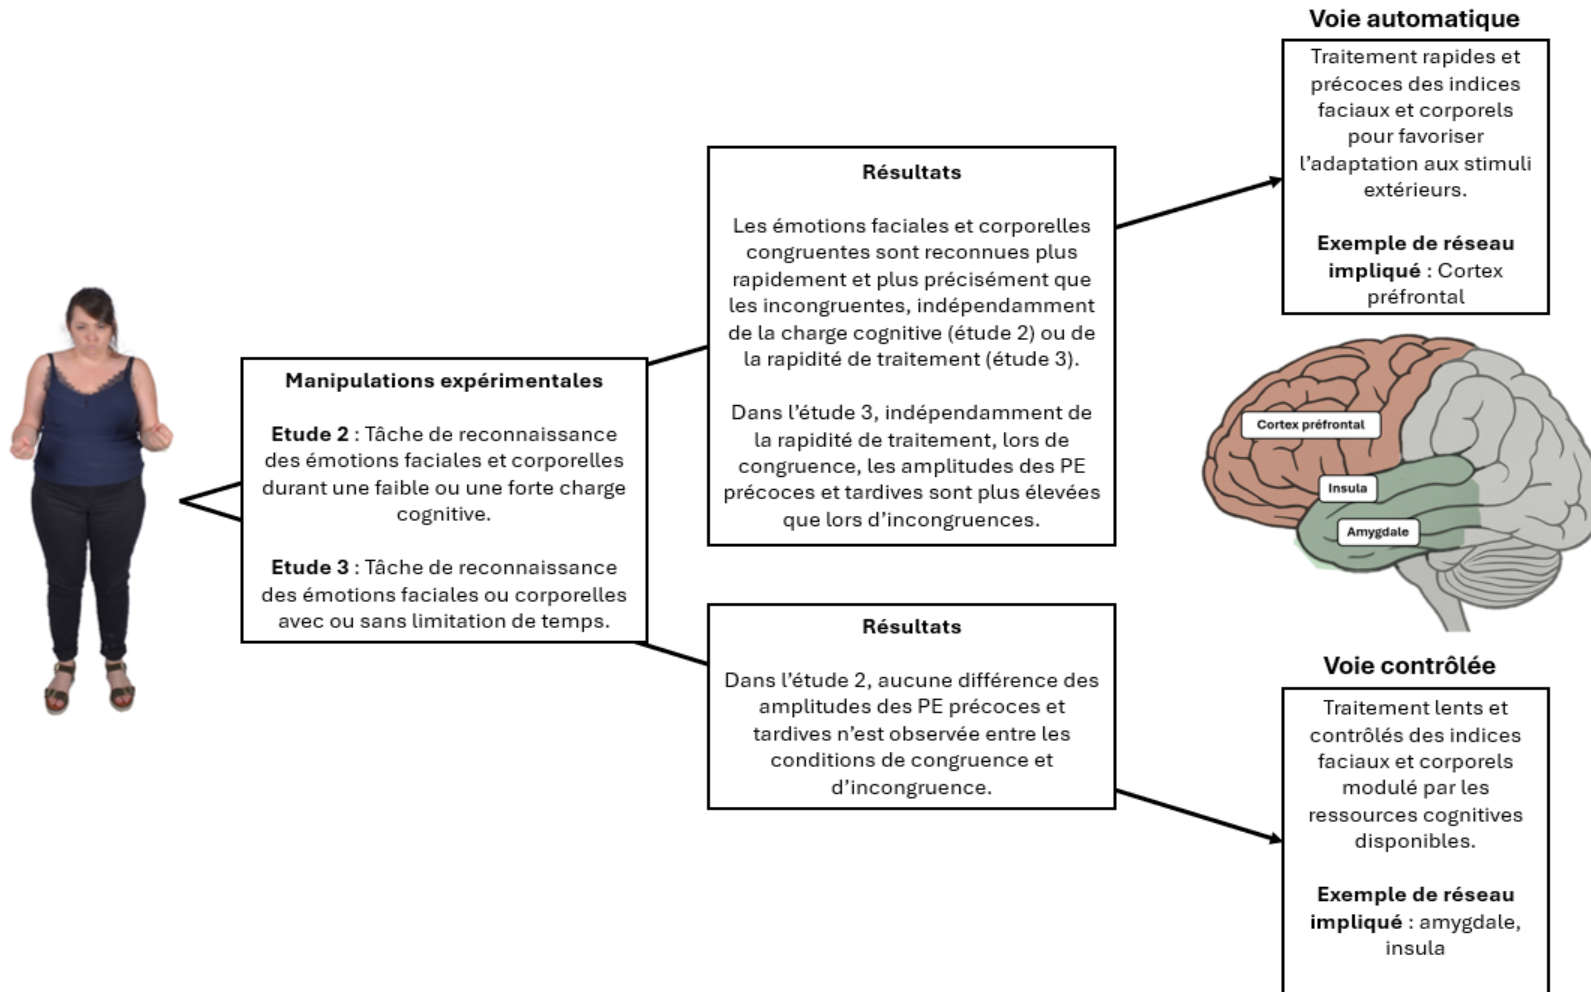 Voie automatique
Traitement rapides et
précoces des indices
faciaux et corporels
pour favoriser
l'adaptation aux stimuli
extérieurs.
Exemple de réseau
impliqué : Cortex
préfrontal
Résultats
Les émotions faciales et corporelles
congruentes sont reconnues plus
rapidement et plus précisément que
les incongruentes, indépendamment
de la charge cognitive (étude 2) ou de
la rapidité de traitement (étude 3).
Dans l'étude 3, indépendamment de
la rapidité de traitement, lors de
congruence, les amplitudes des PE
précoces et tardives sont plus élevées
que lors d'incongruences.
Manipulations expérimentales
Etude 2 : Tâche de reconnaissance
des émotions faciales et corporelles
durant une faible ou une forte charge
cognitive.
Etude 3 : Tâche de reconnaissance
des émotions faciales ou corporelles
avec ou sans limitation de temps.
Cortex préfrontal
Insula
Amygdale
Résultats
Dans l'étude 2, aucune différence des
amplitudes des PE précoces et
tardives n'est observée entre les
conditions de congruence et
d'incongruence.
Voie contrôlée
Traitement lents et
contrôlés des indices
faciaux et corporels
modulé par les
ressources cognitives
disponibles.
Exemple de réseau
impliqué : amygdale,
insula